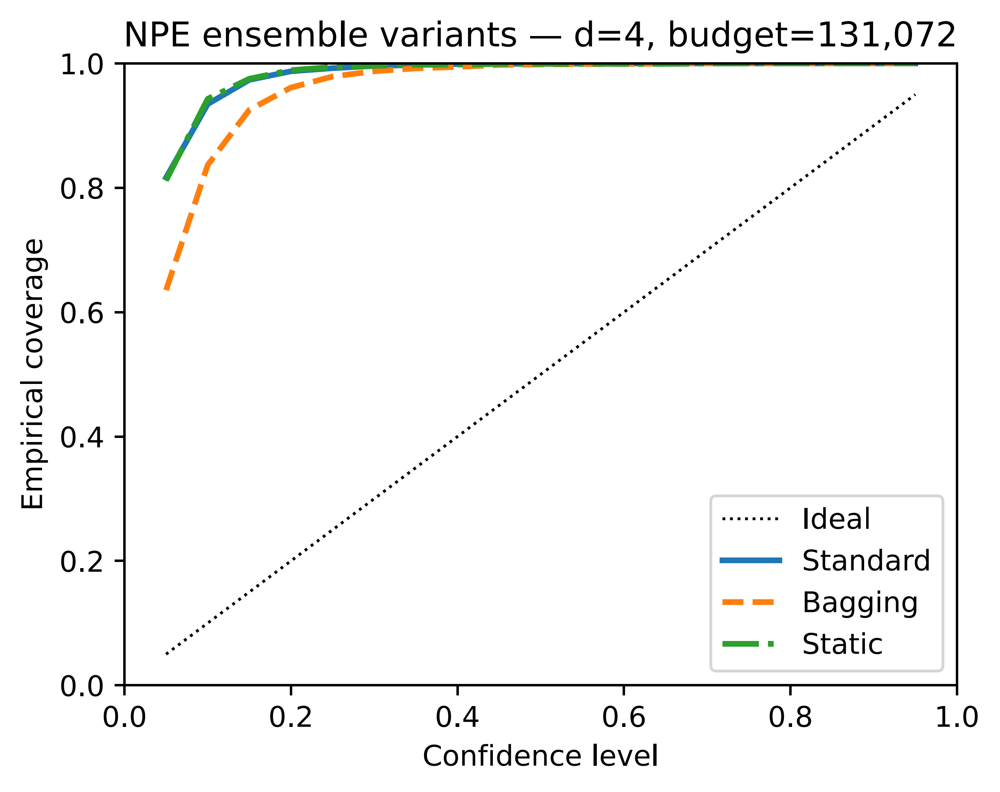 NPE ensemble variants — d=4, budget=131,072
1.0
0.8
0.6
0.4
0.2
0.0
Empirical coverage
0.0 0.2 0.4 0.6 0.8 1.0
Confidence level
Ideal
Standard
Bagging
Static